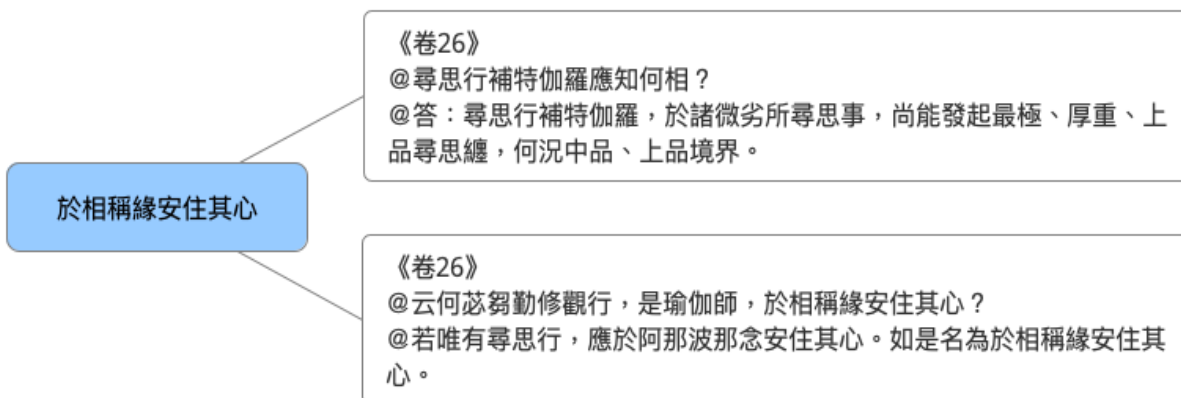 《卷26》
@尋思行補特伽羅應知何相？
@答：尋思行補特伽羅，於諸微劣所尋思事，尚能發起最極、厚重、上
品尋思纏，何況中品、上品境界。
於相稱緣安住其心
《卷26》
@云何苾芻勤修觀行，是瑜伽師，於相稱緣安住其心？
@若唯有尋思行，應於阿那波那念安住其心。如是名為於相稱緣安住其
心。